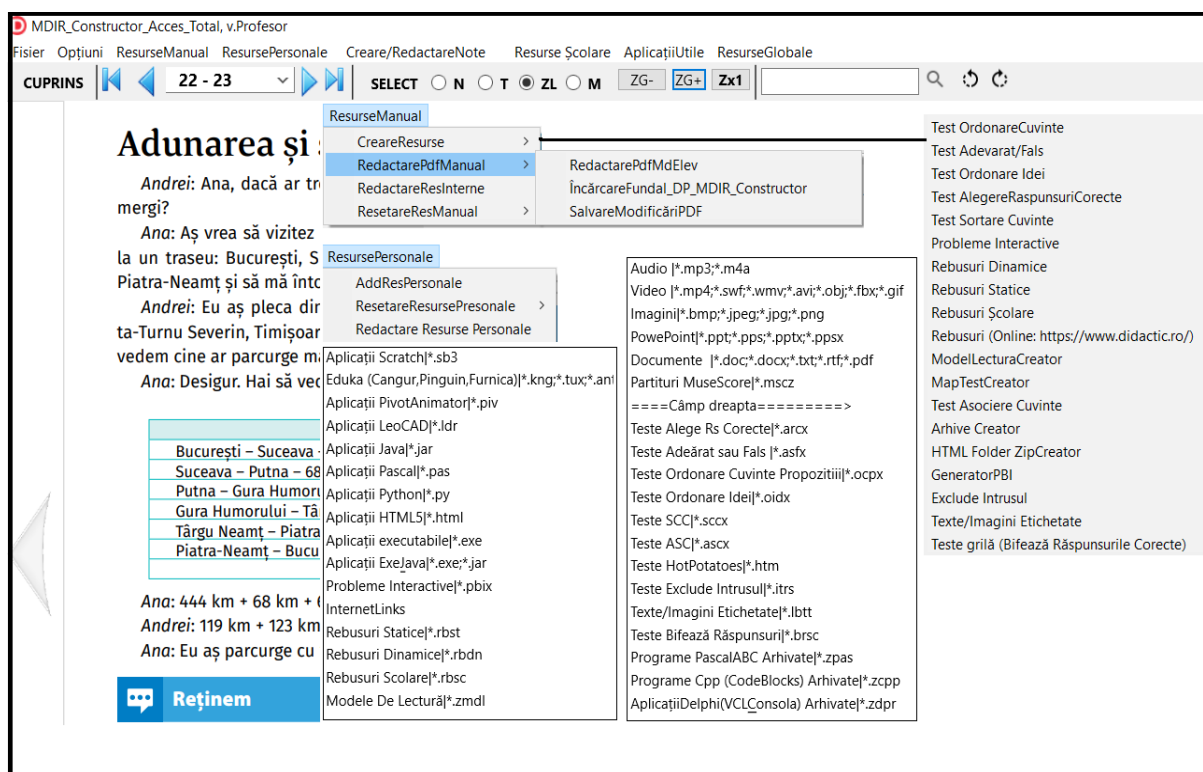 MDIR_Constructor_Acces_Total, v.Profesor
Fisier Opțiuni ResurseManual ResursePersonale Creare/RedactareNote Resurse Școlare AplicațiiUtile ResurseGlobale
CUPRINS 22 - 23 SELECT N T ZL M ZG- ZG+ Zx1
Adunarea și
Andrei: Ana, dacă ar
mergi?
Ana: Aș vrea să vizitez
la un traseu: București, S
Piatra-Neamț și să mă înto
Andrei: Eu aș pleca din
ta-Turnu Severin, Timișoar
vedem cine ar parcurge
Ana: Desigur. Hai să
București – Suceava
Suceava – Putna – 68
Putna – Gura Humoru
Gura Humorului – Tâ
Târgu Neamț – Piatra
Piatra-Neamț – Bucu
Ana: 444 km + 68 km +
Andrei: 119 km + 123 km
Ana: Eu aș parcurge cu
Reținem
ResurseManual
CreareResurse >
RedactarePdfManual >
RedactareResInterne
ResetareResManual >
RedactarePdfMdElev
ÎncărcareFundal_DP_MDIR_Constructor
SalvareModificăriPDF
ResursePersonale
AddResPersonale
ResetareResursePresonale >
Redactare Resurse Personale
Aplicații Scratch|*.sb3
Eduka (Cangur,Pinguin,Furnica)|*.kng;*.tux;*.ant
Aplicații PivotAnimator|*.piv
Aplicații LeoCAD|*.ldr
Aplicații Java|*.jar
Aplicații Pascal|*.pas
Aplicații Python|*.py
Aplicații HTML5|*.html
Aplicații executabile|*.exe
Aplicații ExeJava|*.exe;*.jar
Probleme Interactive|*.pbix
InternetLinks
Rebusuri Statice|*.rbst
Rebusuri Dinamice|*.rbdn
Rebusuri Scolare|*.rbsc
Modele De Lectură|*.zmdl
Audio |*.mp3;*.m4a
Video |*.mp4;*.swf;*.wmv;*.avi;*.obj;*.fbx;*.gif
Imagini|*.bmp;*.jpeg;*.jpg;*.png
PowePoint|*.ppt;*.pps;*.pptx;*.ppsx
Documente |*.doc;*.docx;*.txt;*.rtf;*.pdf
Partituri MuseScore|*.mscz
====Câmp dreapta=========>
Teste Alege Rs Corecte|*.arcx
Teste Adeărat sau Fals |*.asfx
Teste Ordonare Cuvinte Propozitiii|*.ocpx
Teste Ordonare Idei|*.oidx
Teste SCC|*.sccx
Teste ASC|*.ascx
Teste HotPotatoes|*.htm
Teste Exclude Intrusul|*.itrs
Texte/Imagini Etichetate|*.lbtt
Teste Bifează Răspunsuri|*.brsc
Programe PascalABC Arhivate|*.zpas
Programe Cpp (CodeBlocks) Arhivate|*.zcpp
AplicațiiDelphi(VCLConsola) Arhivate|*.zdpr
Test OrdonareCuvinte
Test Adevarat/Fals
Test Ordonare Idei
Test AlegereRaspunsuriCorecte
Test Sortare Cuvinte
Probleme Interactive
Rebusuri Dinamice
Rebusuri Statice
Rebusuri Școlare
Rebusuri (Online: https://www.didactic.ro/)
ModelLecturaCreator
MapTestCreator
Test Asociere Cuvinte
Arhive Creator
HTML Folder ZipCreator
GeneratorPBI
Exclude Intrusul
Texte/Imagini Etichetate
Teste grilă (Bifează Răspunsurile Corecte)